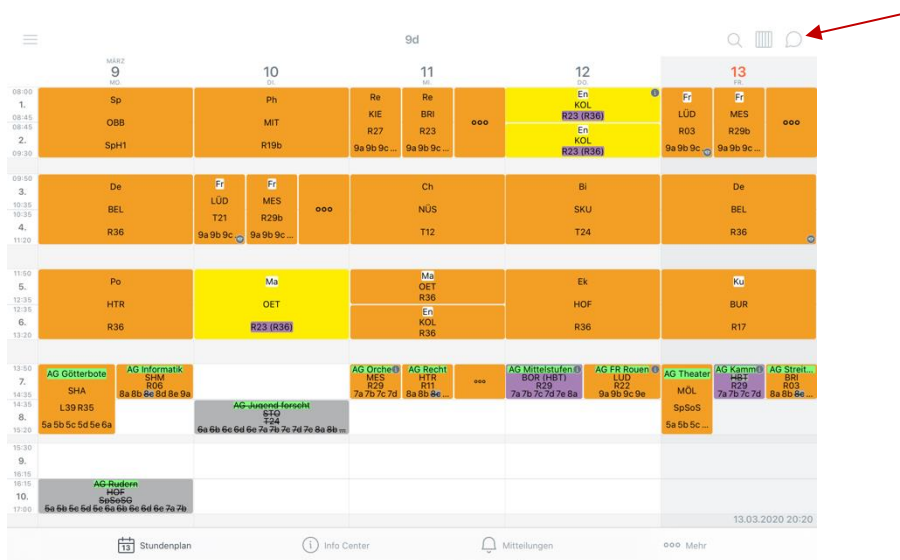 9d
MÄRZ
9
MO.
10
DI.
11
MI.
12
DO.
13
FR.
08:00
1.
08:45
08:45
2.
09:30
Sp
OBB
SpH1
Ph
MIT
R19b
Re
KIE
R27
9a 9b 9c ...
Re
BRI
R23
9a 9b 9c...
En
KOL
R23 (R36)
En
KOL
R23 (R36)
Fr
LÜD
R03
9a 9b 9c
Fr
MES
R29b
9a 9b 9c ...
09:50
3.
10:35
10:35
4.
11:20
De
BEL
R36
Fr
LÜD
T21
9a 9b 9c
Fr
MES
R29b
9a 9b 9c ...
Ch
NÜS
T12
Bi
SKU
T24
De
BEL
R36
11:50
5.
12:35
12:35
6.
13:20
Po
HTR
R36
Ma
OET
R23 (R36)
Ma
OET
R36
En
KOL
R36
Ek
HOF
R36
Ku
BUR
R17
13:50
7.
14:35
14:35
8.
15:20
AG Götterbote
SHA
L39 R35
5a 5b 5c 5d 5e 6a
AG Informatik
SHM
R06
8a 8b 8c 8d 8e 9a
AG Jugend forscht
STO
T24
6a 6b 6c 6d 6e 7a 7b 7c 7d 7e 8a 8b ...
AG Orche
MES
R29
7a 7b 7c 7d
AG Recht
HTR
R11
8a 8b 8c ...
AG Mittelstufen
BOR (HBT)
R29
7a 7b 7c 7d 7e 8a
AG FR Rouen
LÜD
R22
9a 9b 9c 9e
AG Theater
MÖL
SpSoS
5a 5b 5c ...
AG Kamm
HBT
R29
7a 7b 7c 7d
AG Streit...
BRI
R03
8a 8b 8c ...
15:30
9.
16:15
16:15
10.
17:00
AG Rudern
HOF
SpSoSG
5a 5b 5c 5d 5e 6a 6b 6c 6d 6e 7a 7b
13.03.2020 20:20
13
Stundenplan
Info Center
Mitteilungen
Mehr